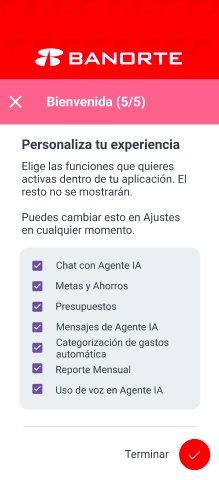 BANORTE
Bienvenida (5/5)
Personaliza tu experiencia
Elige las funciones que quieres
activas dentro de tu aplicación. El
resto no se mostrarán.
Puedes cambiar esto en Ajustes
en cualquier momento.
Chat con Agente IA
Metas y Ahorros
Presupuestos
Mensajes de Agente IA
Categorización de gastos
automática
Reporte Mensual
Uso de voz en Agente IA
Terminar